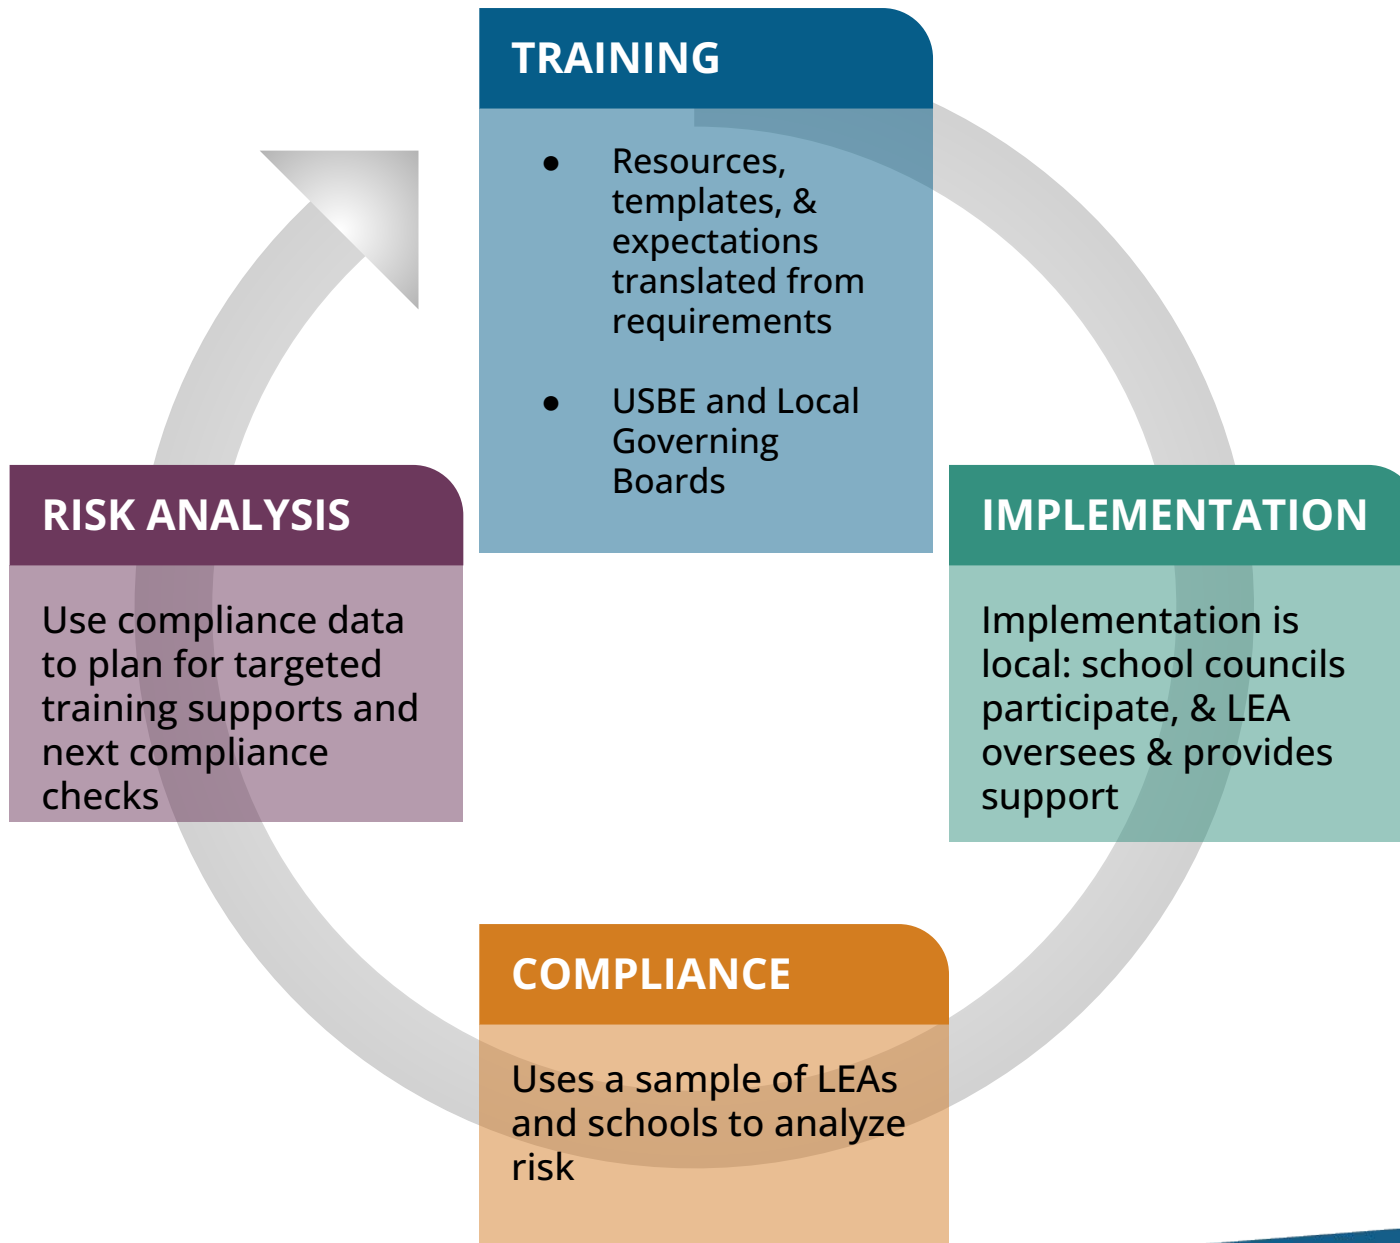 TRAINING
● Resources,
templates, &
expectations
translated from
requirements
● USBE and Local
Governing
Boards
RISK ANALYSIS
Use compliance data
to plan for targeted
training supports and
next compliance
checks
IMPLEMENTATION
Implementation is
local: school councils
participate, & LEA
oversees & provides
support
COMPLIANCE
Uses a sample of LEAs
and schools to analyze
risk